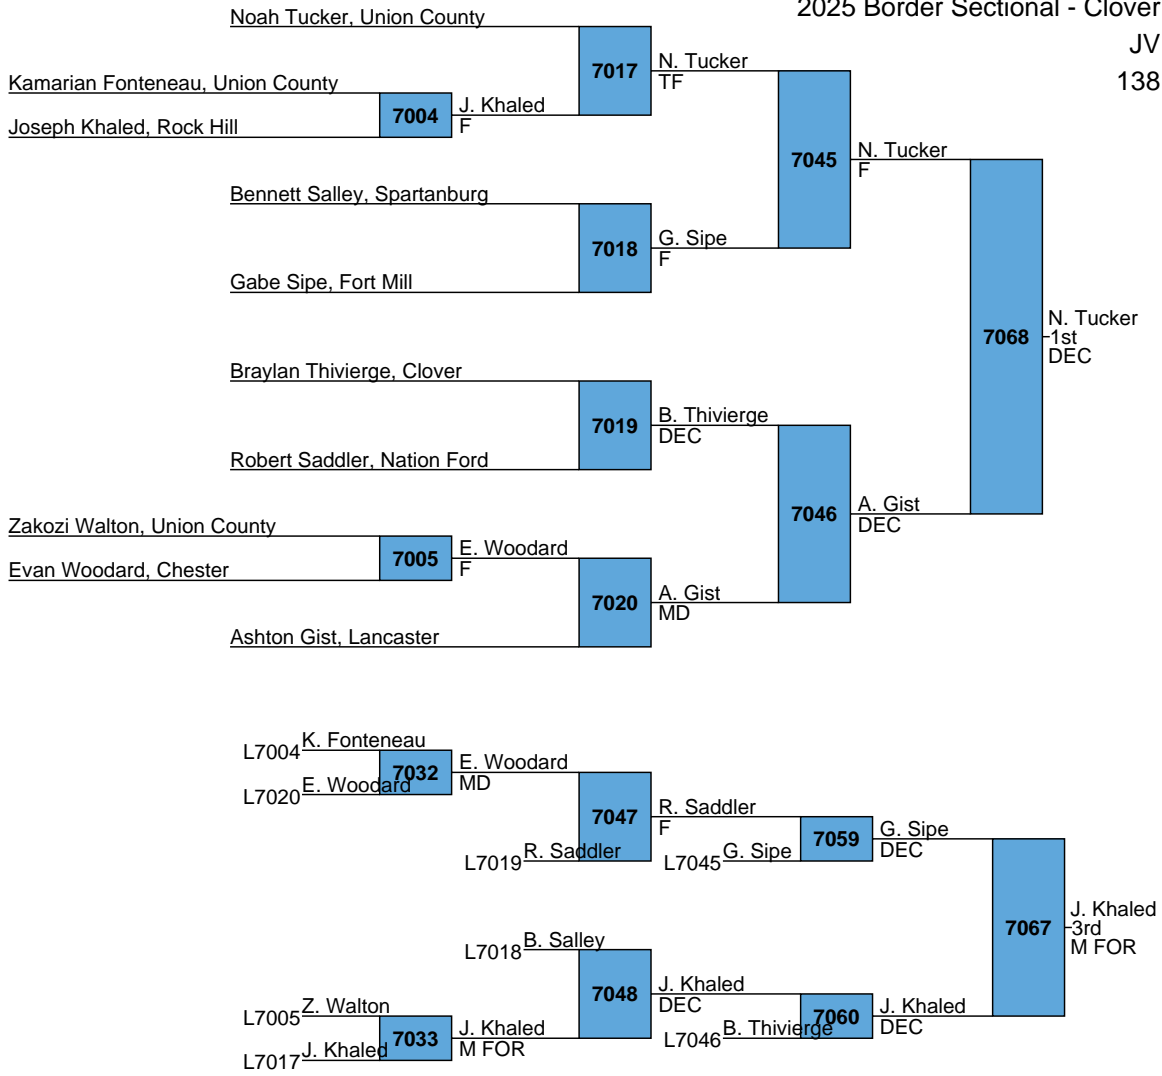 2025 Border Sectional - Clover
JV
138
Noah Tucker, Union County
7017
N. Tucker
TF
Kamarian Fonteneau, Union County
7004
J. Khaled
F
Joseph Khaled, Rock Hill
7045
N. Tucker
F
Bennett Salley, Spartanburg
7018
G. Sipe
F
Gabe Sipe, Fort Mill
7068
N. Tucker
1st
DEC
Braylan Thivierge, Clover
7019
B. Thivierge
DEC
Robert Saddler, Nation Ford
7046
A. Gist
DEC
Zakozi Walton, Union County
7005
E. Woodard
F
Evan Woodard, Chester
7020
A. Gist
MD
Ashton Gist, Lancaster
L7004 K. Fonteneau
7032
E. Woodard
MD
L7020 E. Woodard
7047
R. Saddler
F
L7019 R. Saddler
L7045 G. Sipe
7059
G. Sipe
DEC
7067
J. Khaled
3rd
M FOR
L7018 B. Salley
7048
J. Khaled
DEC
L7005 Z. Walton
7033
J. Khaled
M FOR
L7017 J. Khaled
L7046 B. Thivierge
7060
J. Khaled
DEC